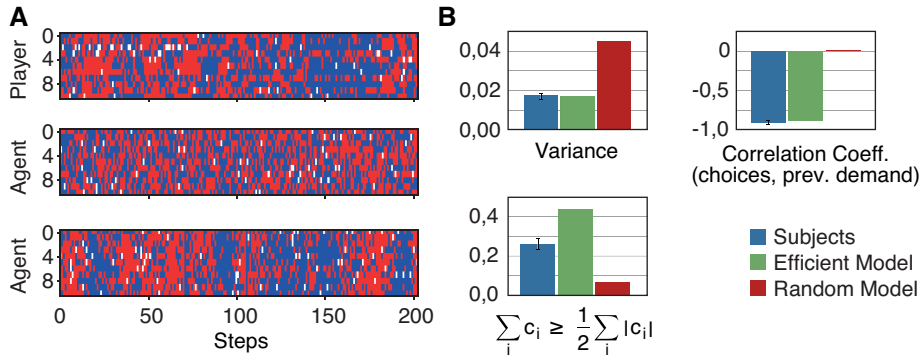 A
Player
0
4
8
Agent
0
4
8
Agent
0
4
8
0 50 100 150 200
Steps
B
0,04
0,02
0,00
Variance
0
-0,5
-1,0
Correlation Coeff.
(choices, prev. demand)
0,4
0,2
0,0
∑ᵢ cᵢ ≥ 1/2 ∑ᵢ |cᵢ|
Subjects
Efficient Model
Random Model